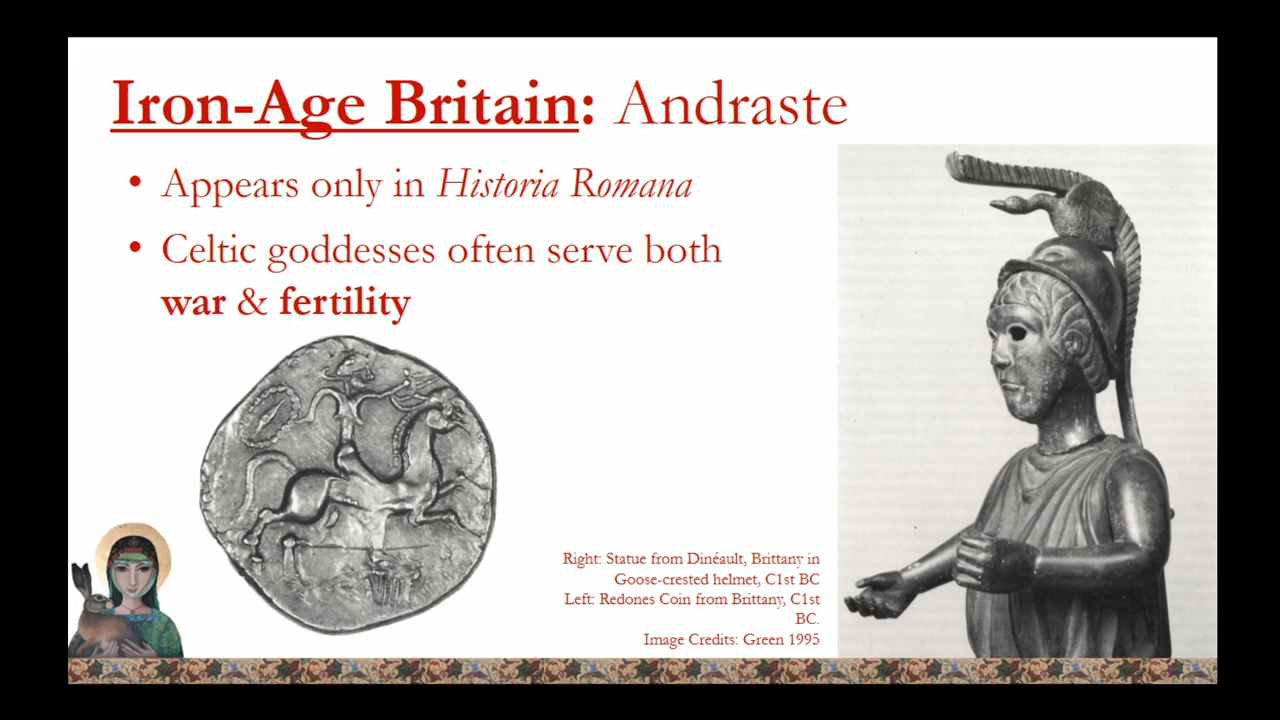 Iron-Age Britain: Andraste
• Appears only in Historia Romana
• Celtic goddesses often serve both
war & fertility
Right: Statue from Dinéault, Brittany in
Goose-crested helmet, C1st BC
Left: Redones Coin from Brittany, C1st
BC.
Image Credits: Green 1995